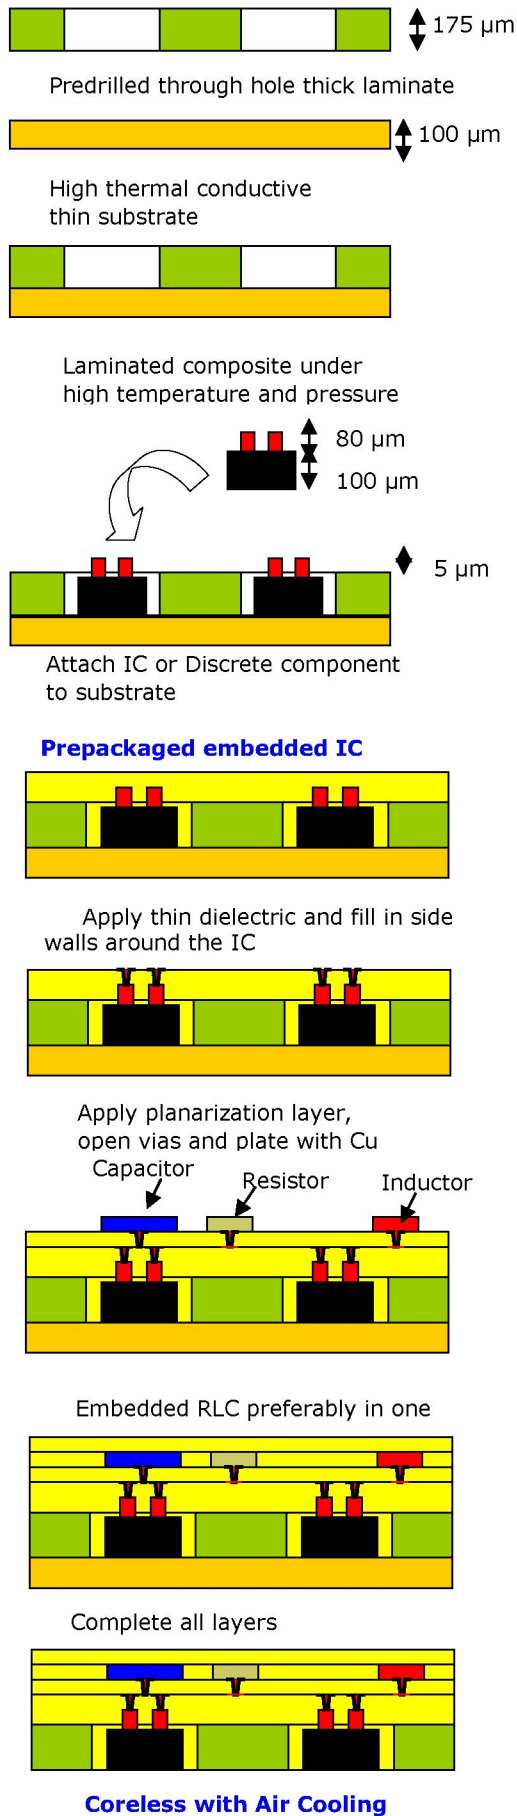 175 μm
Predrilled through hole thick laminate
100 μm
High thermal conductive
thin substrate
Laminated composite under
high temperature and pressure
80 μm
100 μm
5 μm
Attach IC or Discrete component
to substrate
Prepackaged embedded IC
Apply thin dielectric and fill in side
walls around the IC
Apply planarization layer,
open vias and plate with Cu
Capacitor
Resistor
Inductor
Embedded RLC preferably in one
Complete all layers
Coreless with Air Cooling